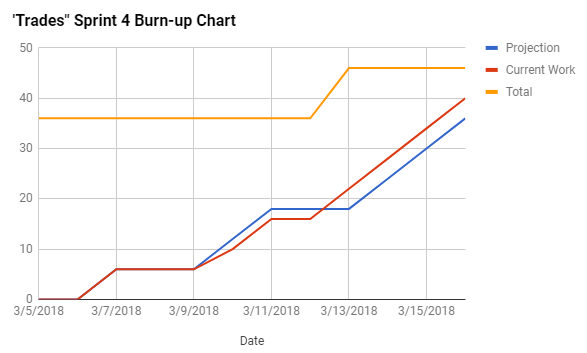 'Trades" Sprint 4 Burn-up Chart
50
40
30
20
10
0
3/5/2018 3/7/2018 3/9/2018 3/11/2018 3/13/2018 3/15/2018
Date
Projection
Current Work
Total